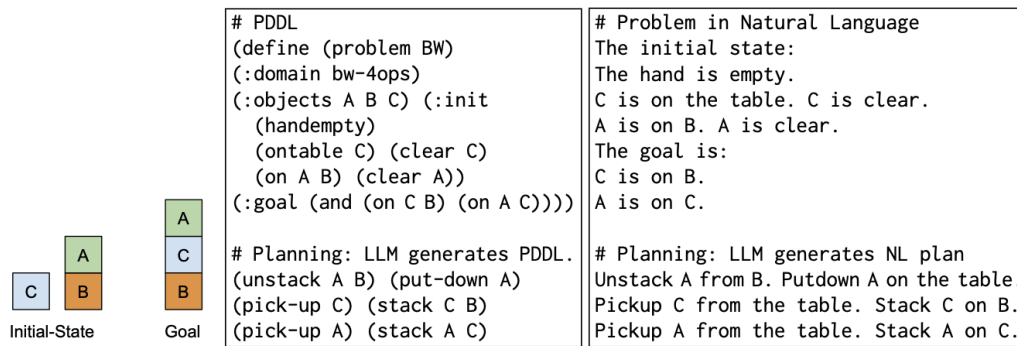 C
A
B
Initial-State
A
C
B
Goal
# PDDL
(define (problem BW)
(:domain bw-4ops)
(:objects A B C) (:init
(handempty)
(ontable C) (clear C)
(on A B) (clear A))
(:goal (and (on C B) (on A C))))
# Planning: LLM generates PDDL.
(unstack A B) (put-down A)
(pick-up C) (stack C B)
(pick-up A) (stack A C)
# Problem in Natural Language
The initial state:
The hand is empty.
C is on the table. C is clear.
A is on B. A is clear.
The goal is:
C is on B.
A is on C.
# Planning: LLM generates NL plan
Unstack A from B. Putdown A on the table.
Pickup C from the table. Stack C on B.
Pickup A from the table. Stack A on C.